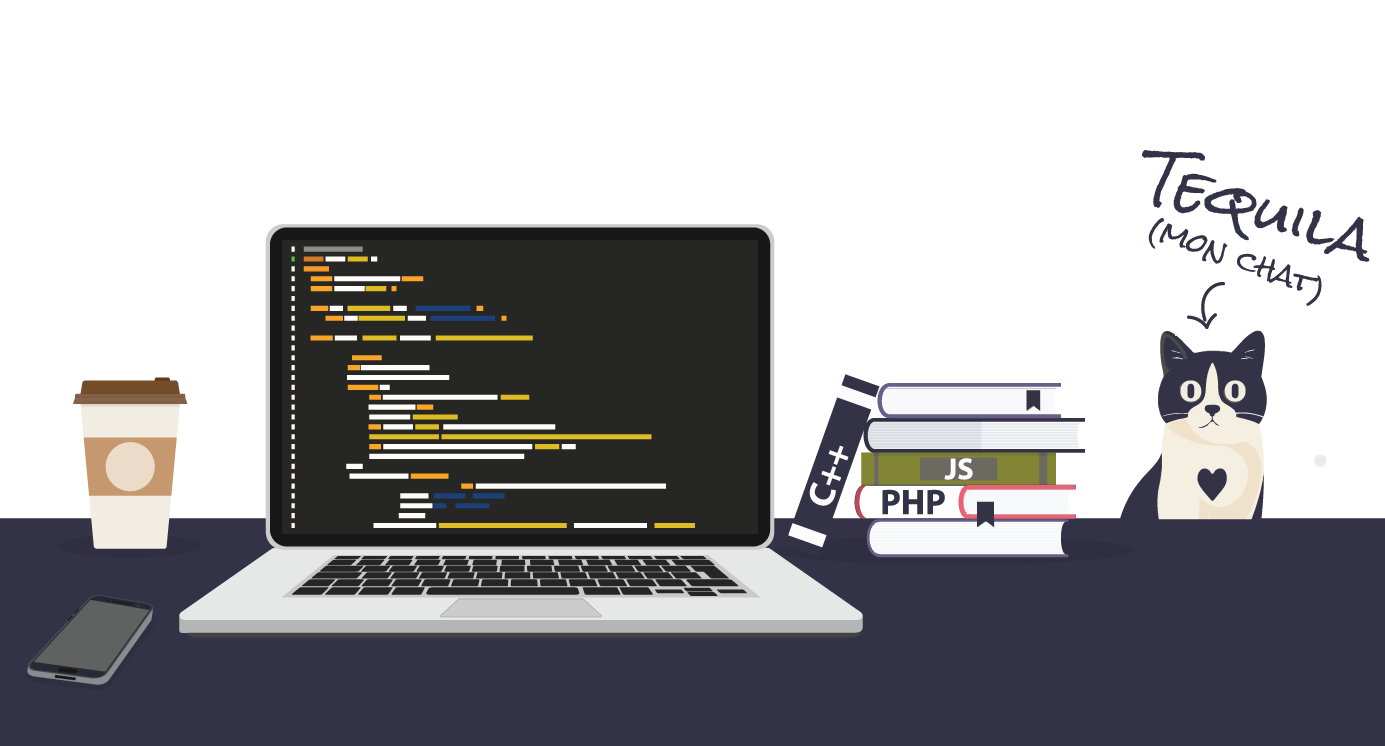 TEQUILA
(MON CHAT)
C++
JS
PHP